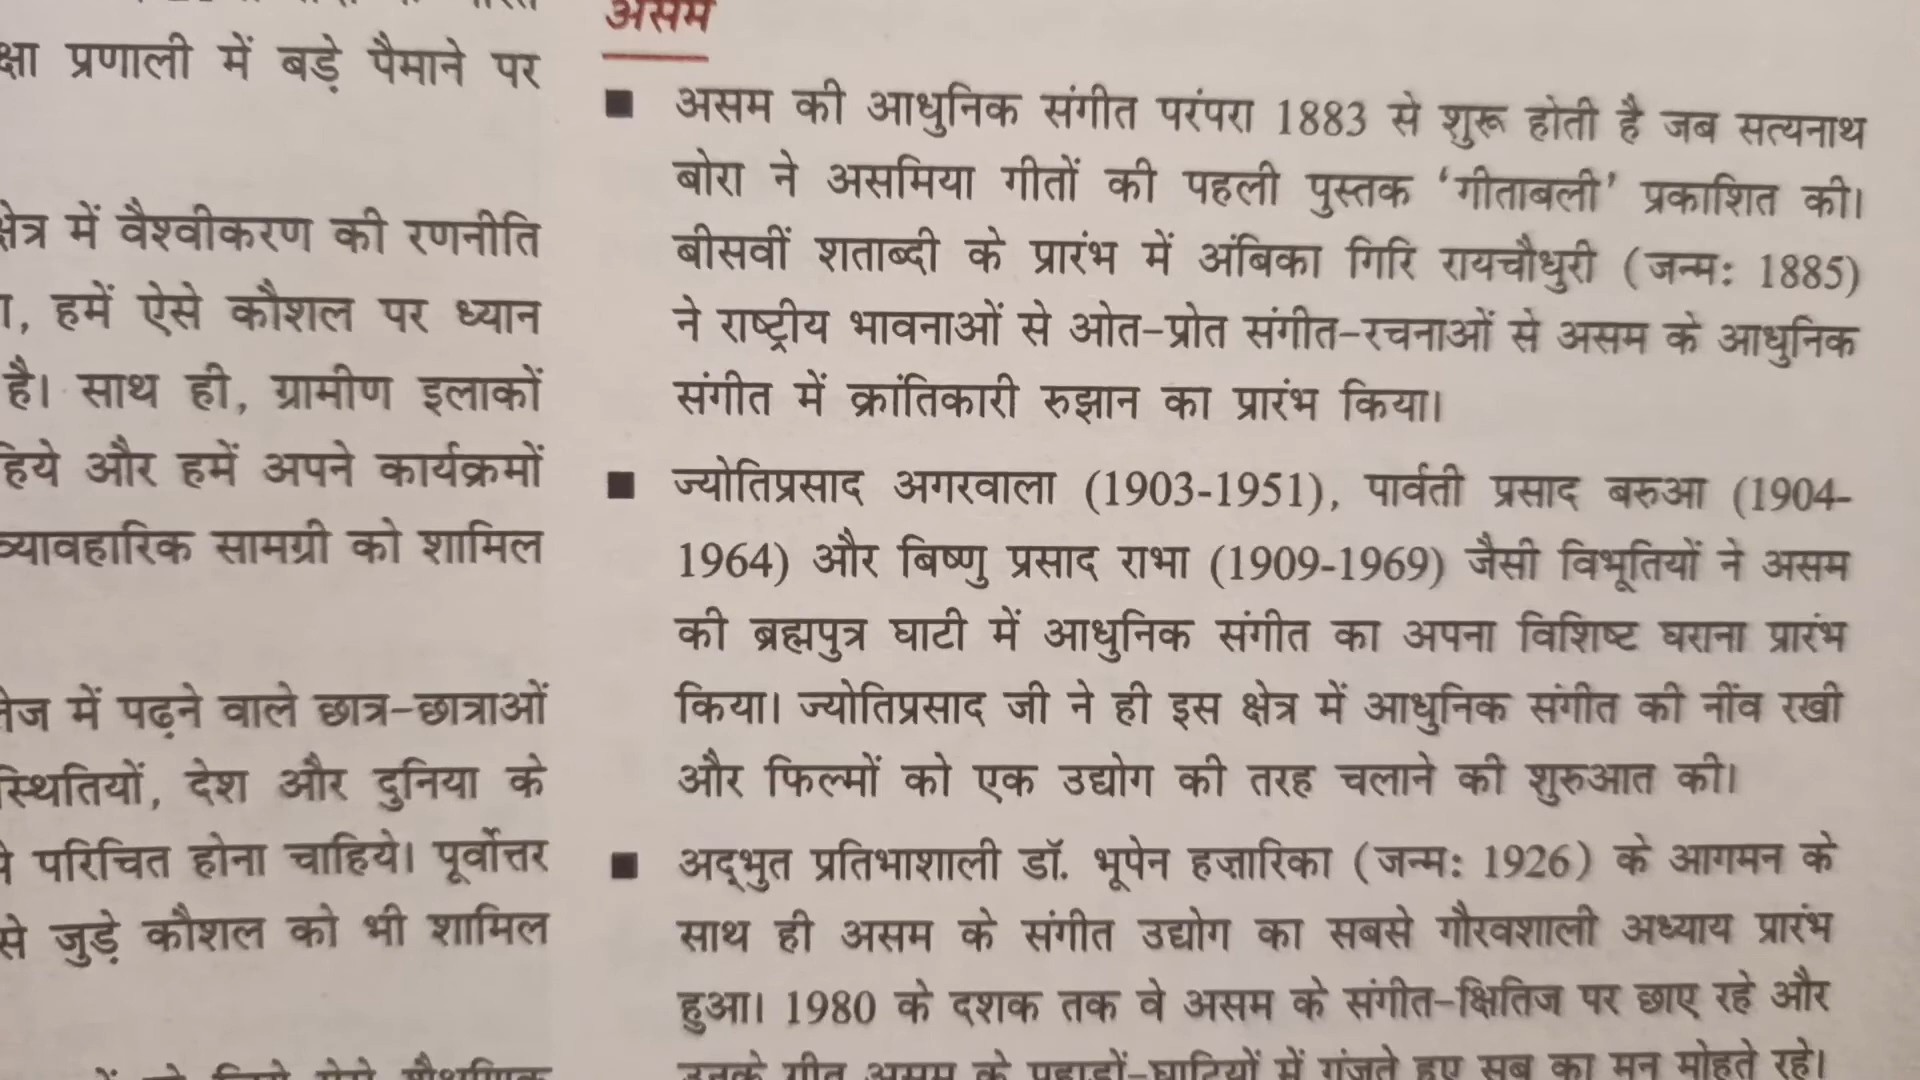 क्षा प्रणाली में बड़े पैमाने पर
क्षेत्र में वैश्वीकरण की रणनीति
हमें ऐसे कौशल पर ध्यान
है। साथ ही, ग्रामीण इलाकों
हिये और हमें अपने कार्यक्रमों
व्यावहारिक सामग्री को शामिल
में पढ़ने वाले छात्र-छात्राओं
स्थितियों, देश और दुनिया के
परिचित होना चाहिये। पूर्वोत्तर
से जुड़े कौशल को भी शामिल
असम
■ असम की आधुनिक संगीत परंपरा 1883 से शुरू होती है जब सत्यनाथ
बोरा ने असमिया गीतों की पहली पुस्तक ‘गीताबली’ प्रकाशित की।
बीसवीं शताब्दी के प्रारंभ में अंबिका गिरि रायचौधुरी (जन्म: 1885)
ने राष्ट्रीय भावनाओं से ओत-प्रोत संगीत-रचनाओं से असम के आधुनिक
संगीत में क्रांतिकारी रुझान का प्रारंभ किया।
■ ज्योतिप्रसाद अगरवाला (1903-1951), पार्वती प्रसाद बरुआ (1904-
1964) और बिष्णु प्रसाद राभा (1909-1969) जैसी विभूतियों ने असम
की ब्रह्मपुत्र घाटी में आधुनिक संगीत का अपना विशिष्ट घराना प्रारंभ
किया। ज्योतिप्रसाद जी ने ही इस क्षेत्र में आधुनिक संगीत की नींव रखी
और फिल्मों को एक उद्योग की तरह चलाने की शुरुआत की।
■ अद्‌भुत प्रतिभाशाली डॉ. भूपेन हज़ारिका (जन्म: 1926) के आगमन के
साथ ही असम के संगीत उद्योग का सबसे गौरवशाली अध्याय प्रारंभ
हुआ। 1980 के दशक तक वे असम के संगीत-क्षितिज पर छाए रहे और
उनके गीत असम के पहाड़ों-घाटियों में गूंजते हुए सब का मन मोहते रहे।